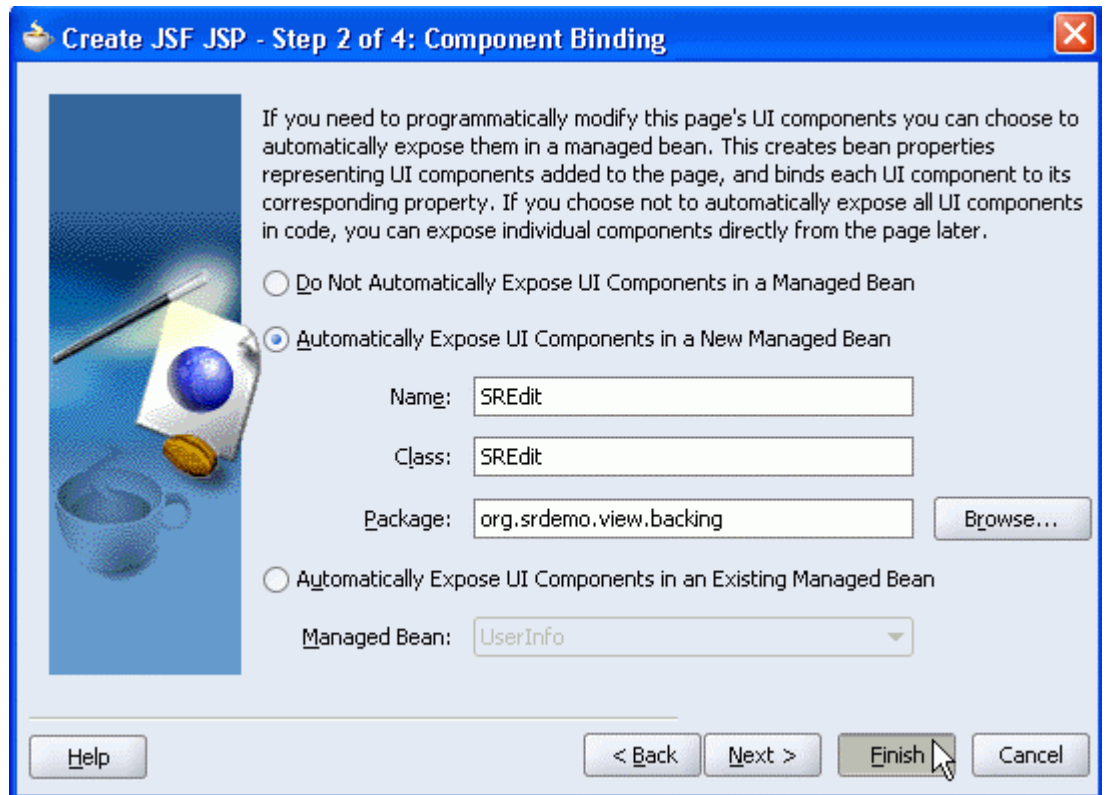 Create JSF JSP - Step 2 of 4: Component Binding
If you need to programmatically modify this page's UI components you can choose to
automatically expose them in a managed bean. This creates bean properties
representing UI components added to the page, and binds each UI component to its
corresponding property. If you choose not to automatically expose all UI components
in code, you can expose individual components directly from the page later.
Do Not Automatically Expose UI Components in a Managed Bean
Automatically Expose UI Components in a New Managed Bean
Name: SREdit
Class: SREdit
Package: org.srdemo.view.backing Browse...
Automatically Expose UI Components in an Existing Managed Bean
Managed Bean: UserInfo
Help < Back Next > Finish Cancel